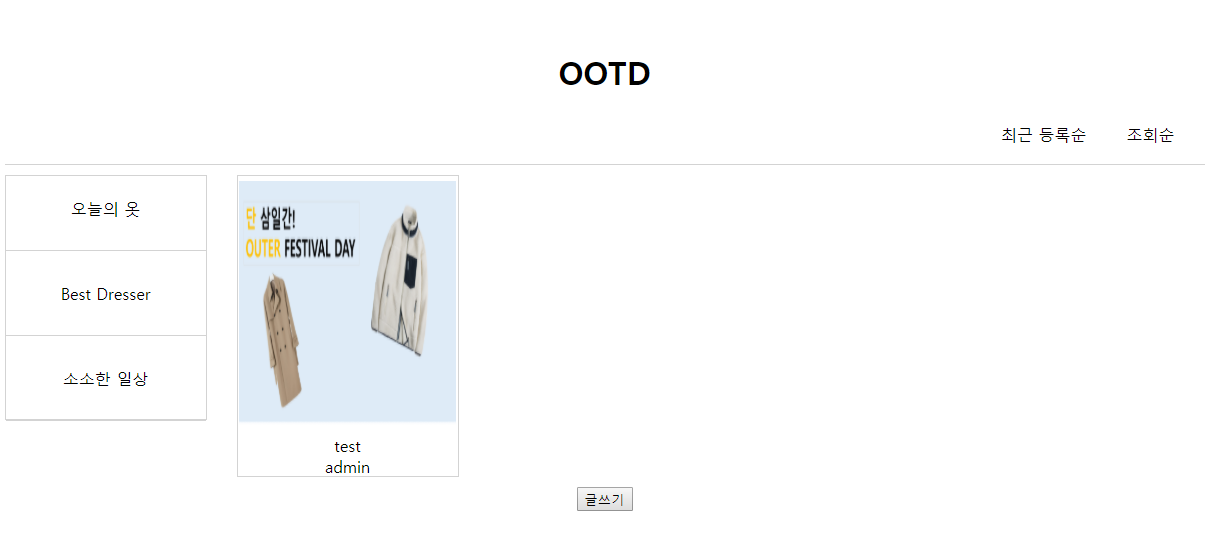 OOTD
최근 등록순 조회순
오늘의 옷
Best Dresser
소소한 일상
단 삼일간!
OUTER FESTIVAL DAY
test
admin
글쓰기